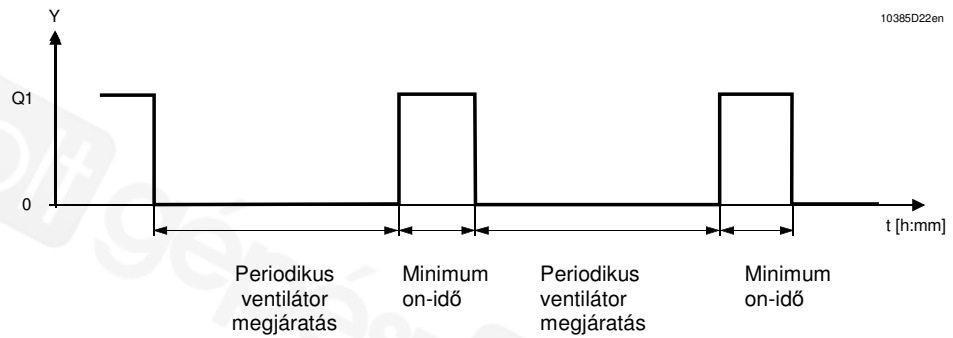 Y
10385D22en
Q1
0
t [h:mm]
Periodikus
ventilátor
megjáratás
Minimum
on-idő
Periodikus
ventilátor
megjáratás
Minimum
on-idő